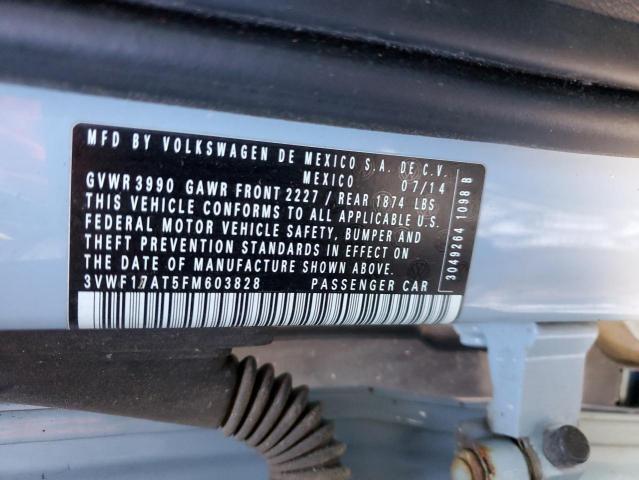 MFD BY VOLKSWAGEN DE MEXICO S.A. DE C.V.
MEXICO 07/14
GVWR 3990 GAWR FRONT 2227 / REAR 1874 LBS
THIS VEHICLE CONFORMS TO ALL APPLICABLE U.S.
FEDERAL MOTOR VEHICLE SAFETY, BUMPER AND
THEFT PREVENTION STANDARDS IN EFFECT ON
THE DATE OF MANUFACTURE SHOWN ABOVE.
3VWF17AT5FM603828 PASSENGER CAR
3049264 1098 B